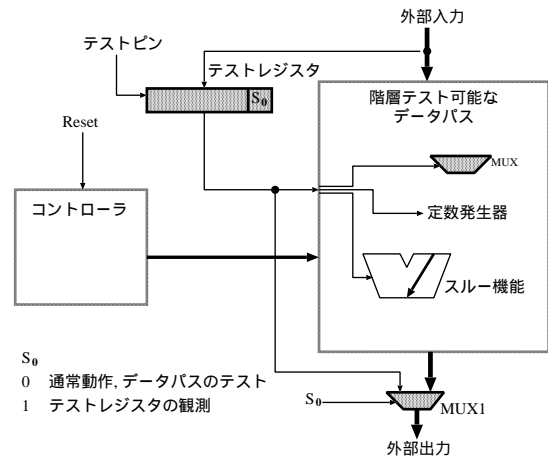 外部入力
テストピン
テストレジスタ
S0
階層テスト可能な
データパス
Reset
MUX
コントローラ
定数発生器
スルー機能
S0
0 通常動作, データパスのテスト
1 テストレジスタの観測
S0
MUX1
外部出力